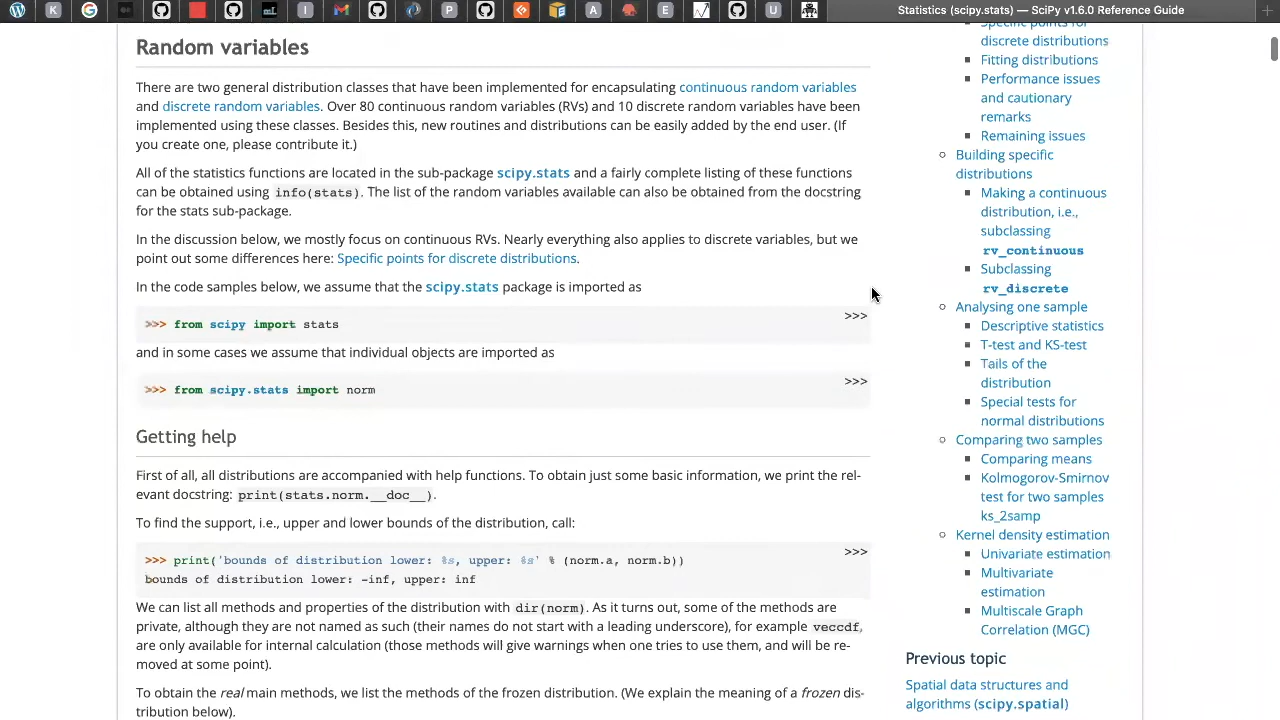 Statistics (scipy.stats) — SciPy v1.6.0 Reference Guide
Random variables
There are two general distribution classes that have been implemented for encapsulating continuous random variables
and discrete random variables. Over 80 continuous random variables (RVs) and 10 discrete random variables have been
implemented using these classes. Besides this, new routines and distributions can be easily added by the end user. (If
you create one, please contribute it.)
All of the statistics functions are located in the sub-package scipy.stats and a fairly complete listing of these functions
can be obtained using info(stats). The list of the random variables available can also be obtained from the docstring
for the stats sub-package.
In the discussion below, we mostly focus on continuous RVs. Nearly everything also applies to discrete variables, but we
point out some differences here: Specific points for discrete distributions.
In the code samples below, we assume that the scipy.stats package is imported as
>>> from scipy import stats
>>>
and in some cases we assume that individual objects are imported as
>>> from scipy.stats import norm
>>>
Getting help
First of all, all distributions are accompanied with help functions. To obtain just some basic information, we print the rel-
evant docstring: print(stats.norm.__doc__).
To find the support, i.e., upper and lower bounds of the distribution, call:
>>> print('bounds of distribution lower: %s, upper: %s' % (norm.a, norm.b))
>>>
bounds of distribution lower: -inf, upper: inf
We can list all methods and properties of the distribution with dir(norm). As it turns out, some of the methods are
private, although they are not named as such (their names do not start with a leading underscore), for example veccdf,
are only available for internal calculation (those methods will give warnings when one tries to use them, and will be re-
moved at some point).
To obtain the real main methods, we list the methods of the frozen distribution. (We explain the meaning of a frozen dis-
tribution below).
Specific points for
discrete distributions
Fitting distributions
Performance issues
and cautionary
remarks
Remaining issues
Building specific
distributions
Making a continuous
distribution, i.e.,
subclassing
rv_continuous
Subclassing
rv_discrete
Analysing one sample
Descriptive statistics
T-test and KS-test
Tails of the
distribution
Special tests for
normal distributions
Comparing two samples
Comparing means
Kolmogorov-Smirnov
test for two samples
ks_2samp
Kernel density estimation
Univariate estimation
Multivariate
estimation
Multiscale Graph
Correlation (MGC)
Previous topic
Spatial data structures and
algorithms (scipy.spatial)